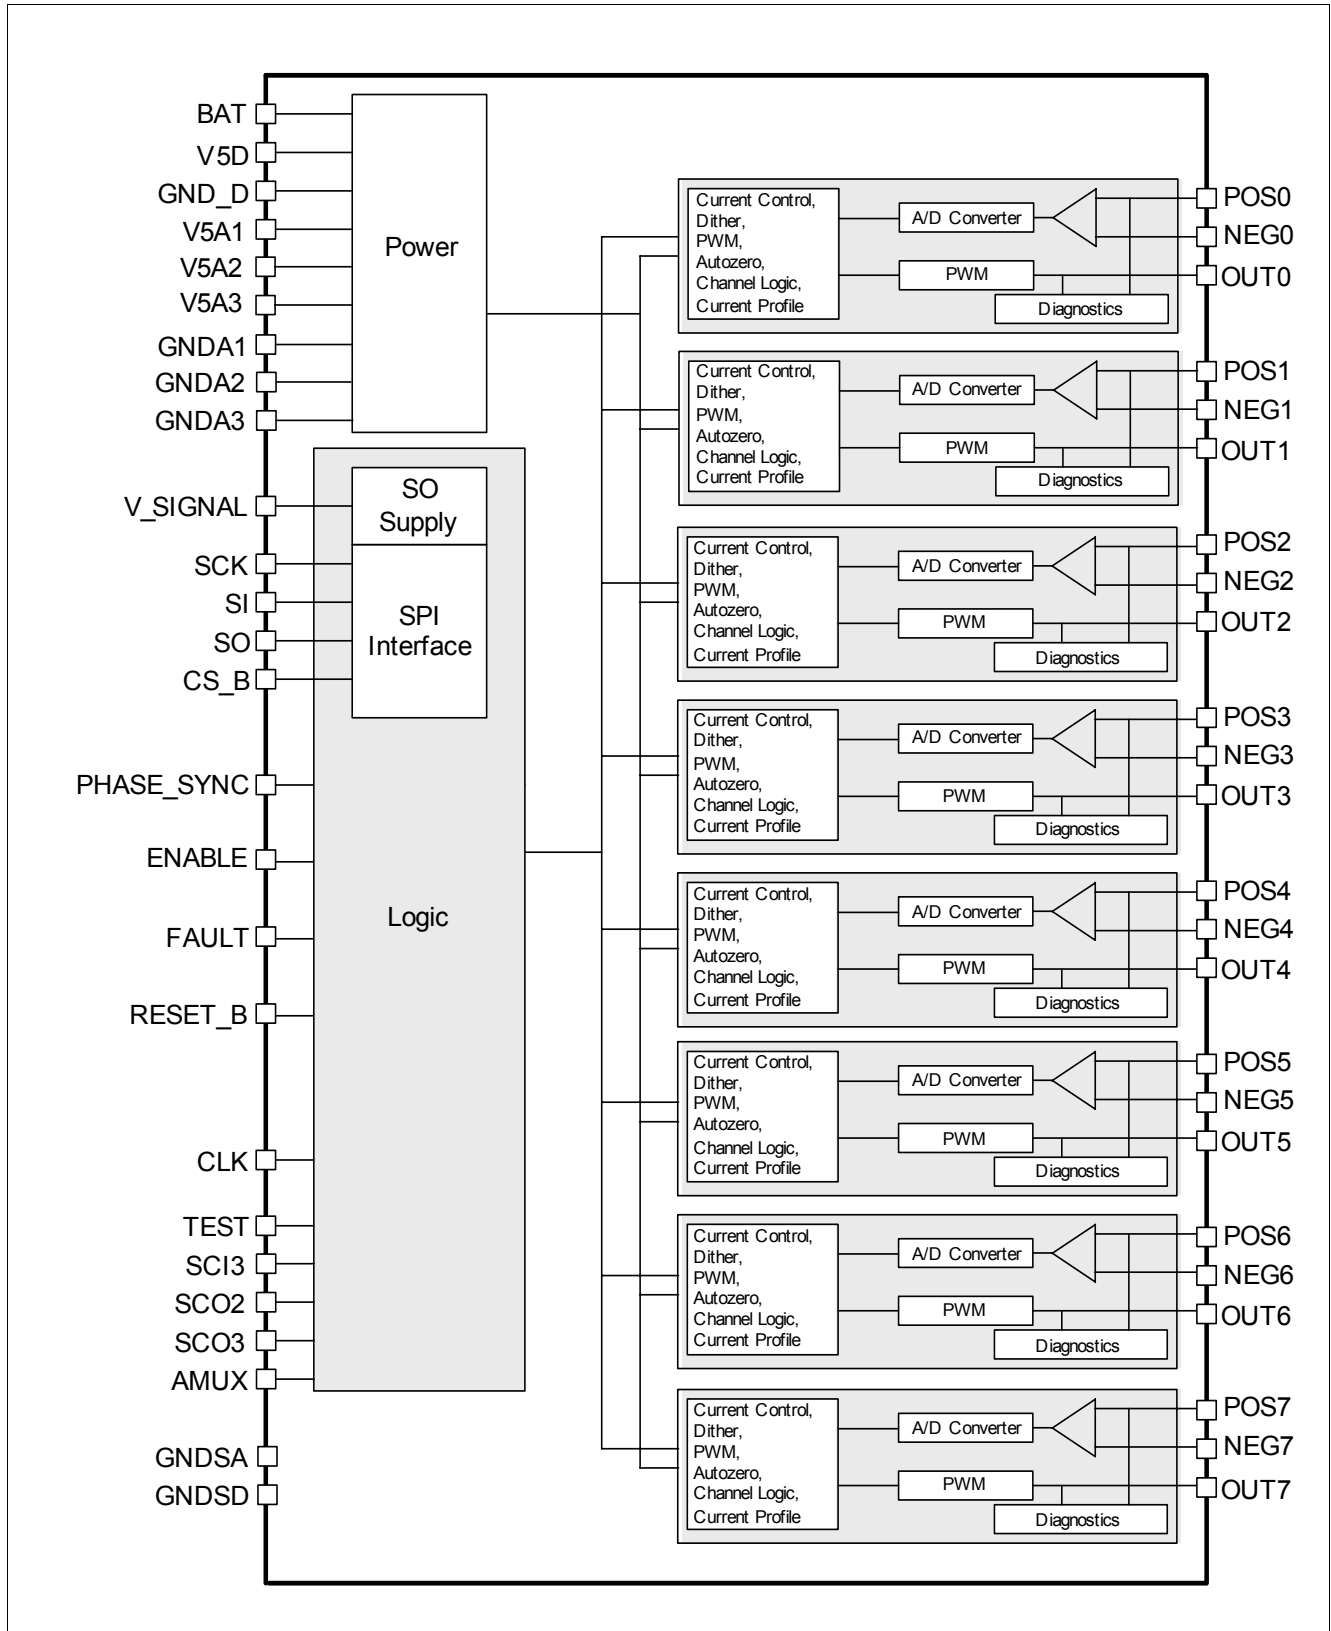 BAT
V5D
GND_D
V5A1
V5A2
V5A3
GNDA1
GNDA2
GNDA3
Power
V_SIGNAL
SCK
SI
SO
CS_B
SO
Supply
SPI
Interface
PHASE_SYNC
ENABLE
FAULT
RESET_B
CLK
TEST
SCI3
SCO2
SCO3
AMUX
Logic
GNDSA
GNDSD
Current Control,
Dither,
PWM,
Autozero,
Channel Logic,
Current Profile
A/D Converter
PWM
Diagnostics
POS0
NEG0
OUT0
Current Control,
Dither,
PWM,
Autozero,
Channel Logic,
Current Profile
A/D Converter
PWM
Diagnostics
POS1
NEG1
OUT1
Current Control,
Dither,
PWM,
Autozero,
Channel Logic,
Current Profile
A/D Converter
PWM
Diagnostics
POS2
NEG2
OUT2
Current Control,
Dither,
PWM,
Autozero,
Channel Logic,
Current Profile
A/D Converter
PWM
Diagnostics
POS3
NEG3
OUT3
Current Control,
Dither,
PWM,
Autozero,
Channel Logic,
Current Profile
A/D Converter
PWM
Diagnostics
POS4
NEG4
OUT4
Current Control,
Dither,
PWM,
Autozero,
Channel Logic,
Current Profile
A/D Converter
PWM
Diagnostics
POS5
NEG5
OUT5
Current Control,
Dither,
PWM,
Autozero,
Channel Logic,
Current Profile
A/D Converter
PWM
Diagnostics
POS6
NEG6
OUT6
Current Control,
Dither,
PWM,
Autozero,
Channel Logic,
Current Profile
A/D Converter
PWM
Diagnostics
POS7
NEG7
OUT7